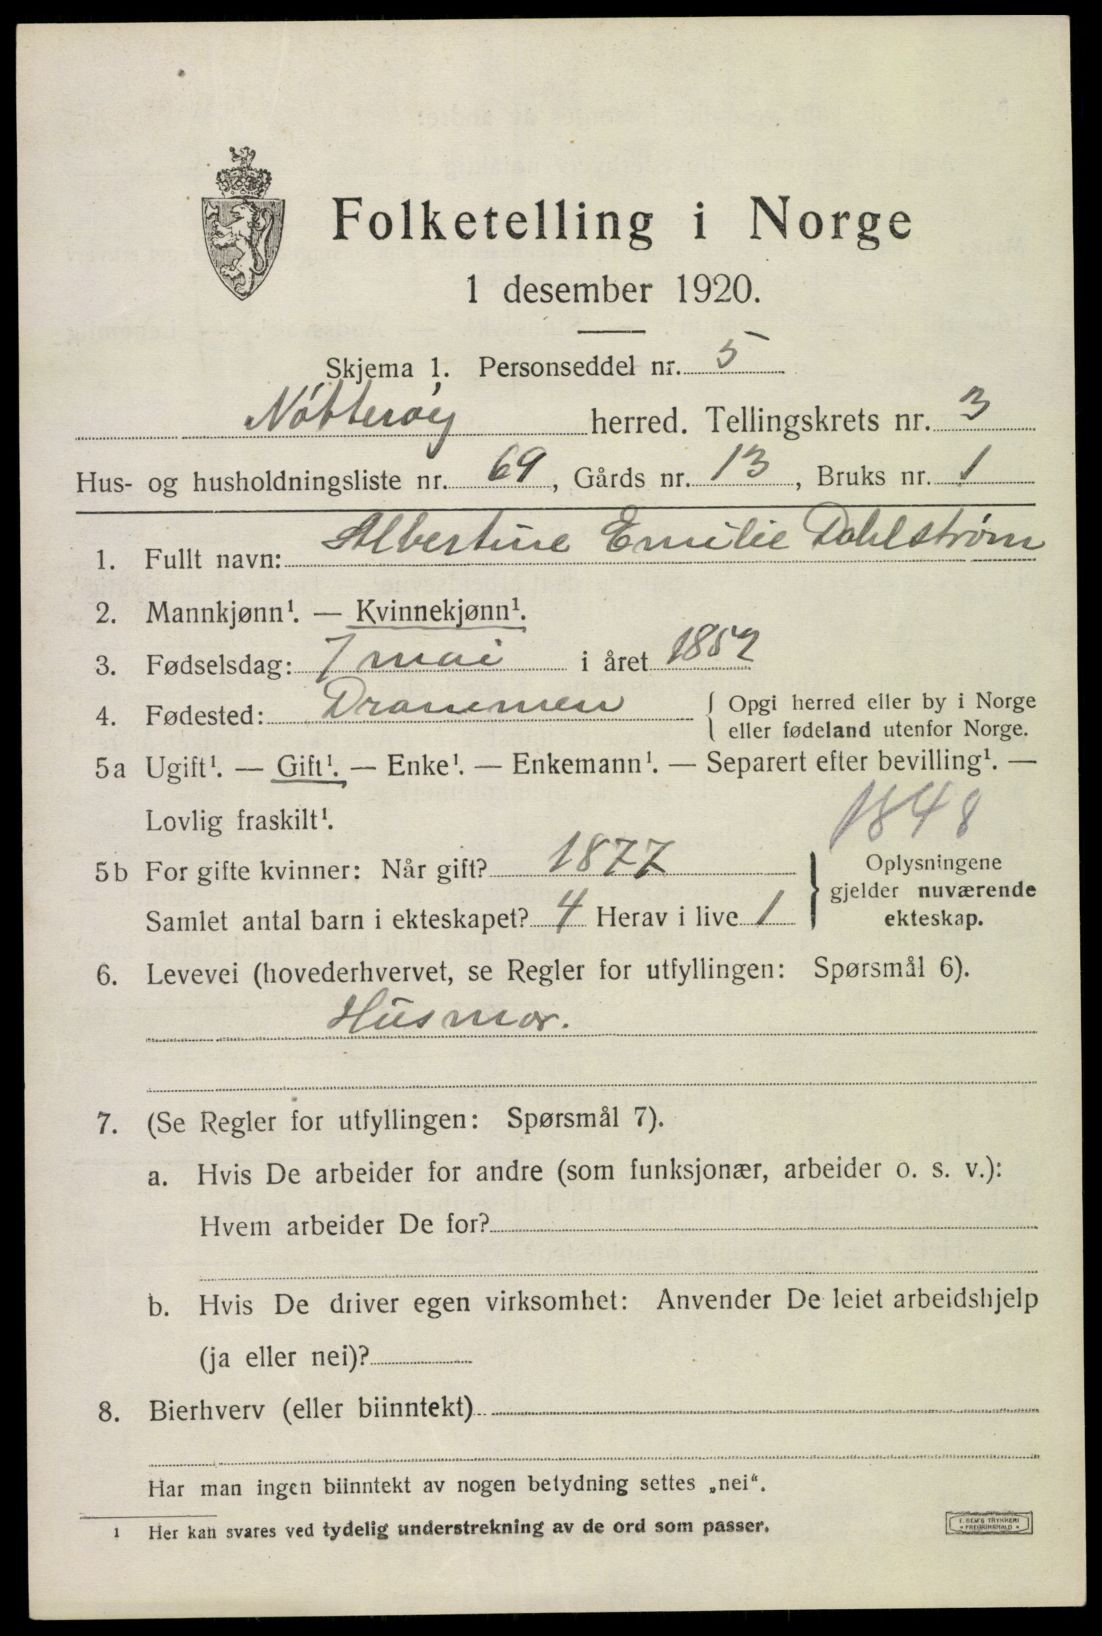 Folketelling i Norge
1 desember 1920.
Skjema 1. Personseddel nr. 5
Nøtterøy herred. Tellingskrets nr. 3
Hus- og husholdningsliste nr. 69, Gårds nr. 13, Bruks nr. 1
1. Fullt navn: Albertine Emilie Dahlstrøm
2. Mannkjønn¹. — Kvinnekjønn¹.
3. Fødselsdag: 7 mai i året 1852
4. Fødested: Drammen { Opgi herred eller by i Norge
eller fødeland utenfor Norge.
5a Ugift¹. — Gift¹. — Enke¹. — Enkemann¹. — Separert efter bevilling¹. —
Lovlig fraskilt¹.
1848
5b For gifte kvinner: Når gift? 1877
Samlet antal barn i ekteskapet? 4 Herav i live 1
Oplysningene
gjelder nuværende
ekteskap.
6. Levevei (hovederhvervet, se Regler for utfyllingen: Spørsmål 6).
Husmor.
7. (Se Regler for utfyllingen: Spørsmål 7).
a. Hvis De arbeider for andre (som funksjonær, arbeider o. s. v.):
Hvem arbeider De for?
b. Hvis De driver egen virksomhet: Anvender De leiet arbeidshjelp
(ja eller nei)?
8. Bierhverv (eller biinntekt)
Har man ingen biinntekt av nogen betydning settes „nei".
¹ Her kan svares ved tydelig understrekning av de ord som passer.
E. SEM'S TRYKKERI
FREDRIKSHALD